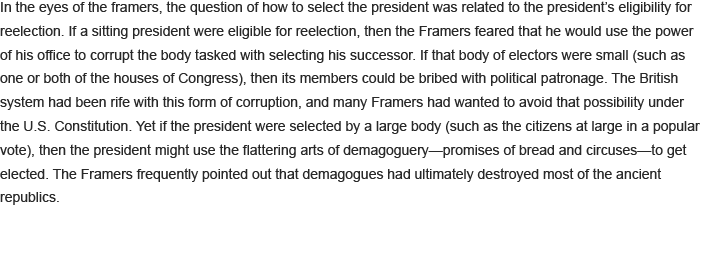 In the eyes of the framers, the question of how to select the president was related to the president's eligibility for
reelection. If a sitting president were eligible for reelection, then the Framers feared that he would use the power
of his office to corrupt the body tasked with selecting his successor. If that body of electors were small (such as
one or both of the houses of Congress), then its members could be bribed with political patronage. The British
system had been rife with this form of corruption, and many Framers had wanted to avoid that possibility under
the U.S. Constitution. Yet if the president were selected by a large body (such as the citizens at large in a popular
vote), then the president might use the flattering arts of demagoguery—promises of bread and circuses—to get
elected. The Framers frequently pointed out that demagogues had ultimately destroyed most of the ancient
republics.